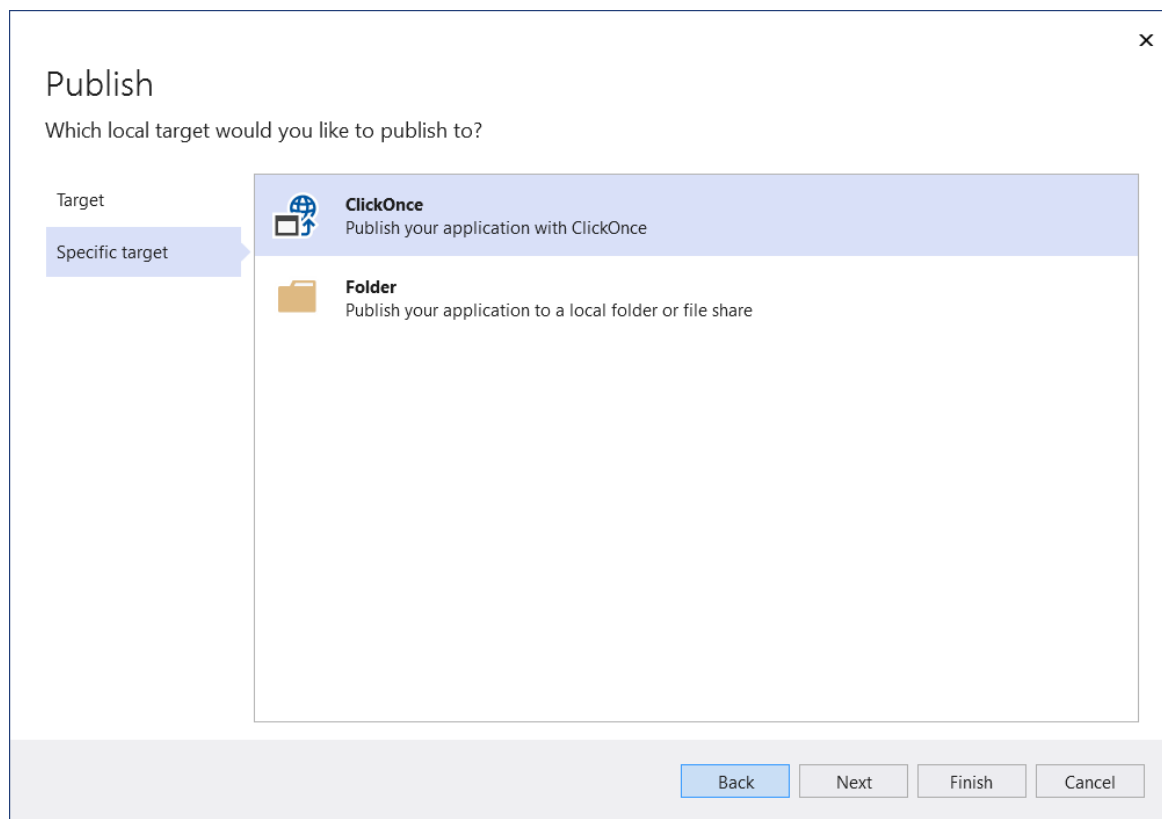 Publish
Which local target would you like to publish to?
Target
Specific target
ClickOnce
Publish your application with ClickOnce
Folder
Publish your application to a local folder or file share
Back
Next
Finish
Cancel